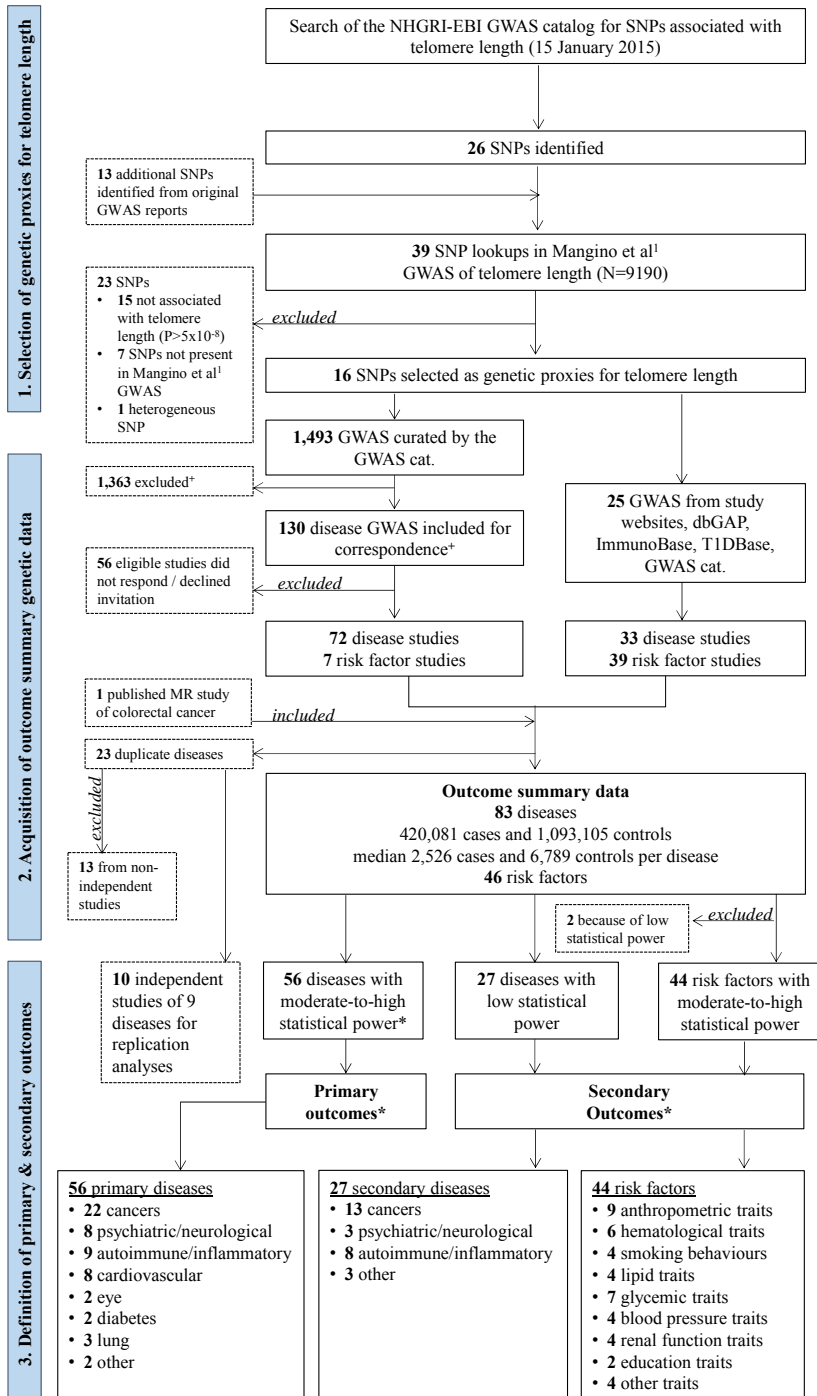 1. Selection of genetic proxies for telomere length
Search of the NHGRI-EBI GWAS catalog for SNPs associated with
telomere length (15 January 2015)
26 SNPs identified
13 additional SNPs
identified from original
GWAS reports
39 SNP lookups in Mangino et al¹
GWAS of telomere length (N=9190)
23 SNPs
• 15 not associated
with telomere
length (P>5x10⁻⁸)
• 7 SNPs not present
in Mangino et al¹
GWAS
• 1 heterogeneous
SNP
excluded
16 SNPs selected as genetic proxies for telomere length
2. Acquisition of outcome summary genetic data
1,493 GWAS curated by the
GWAS cat.
1,363 excluded⁺
130 disease GWAS included for
correspondence⁺
25 GWAS from study
websites, dbGAP,
ImmunoBase, T1DBase,
GWAS cat.
56 eligible studies did
not respond / declined
invitation
excluded
72 disease studies
7 risk factor studies
33 disease studies
39 risk factor studies
1 published MR study
of colorectal cancer
included
23 duplicate diseases
excluded
13 from non-
independent
studies
Outcome summary data
83 diseases
420,081 cases and 1,093,105 controls
median 2,526 cases and 6,789 controls per disease
46 risk factors
2 because of low
statistical power
excluded
3. Definition of primary & secondary outcomes
10 independent
studies of 9
diseases for
replication
analyses
56 diseases with
moderate-to-high
statistical power*
27 diseases with
low statistical
power
44 risk factors with
moderate-to-high
statistical power
Primary
outcomes*
Secondary
Outcomes*
56 primary diseases
• 22 cancers
• 8 psychiatric/neurological
• 9 autoimmune/inflammatory
• 8 cardiovascular
• 2 eye
• 2 diabetes
• 3 lung
• 2 other
27 secondary diseases
• 13 cancers
• 3 psychiatric/neurological
• 8 autoimmune/inflammatory
• 3 other
44 risk factors
• 9 anthropometric traits
• 6 hematological traits
• 4 smoking behaviours
• 4 lipid traits
• 7 glycemic traits
• 4 blood pressure traits
• 4 renal function traits
• 2 education traits
• 4 other traits